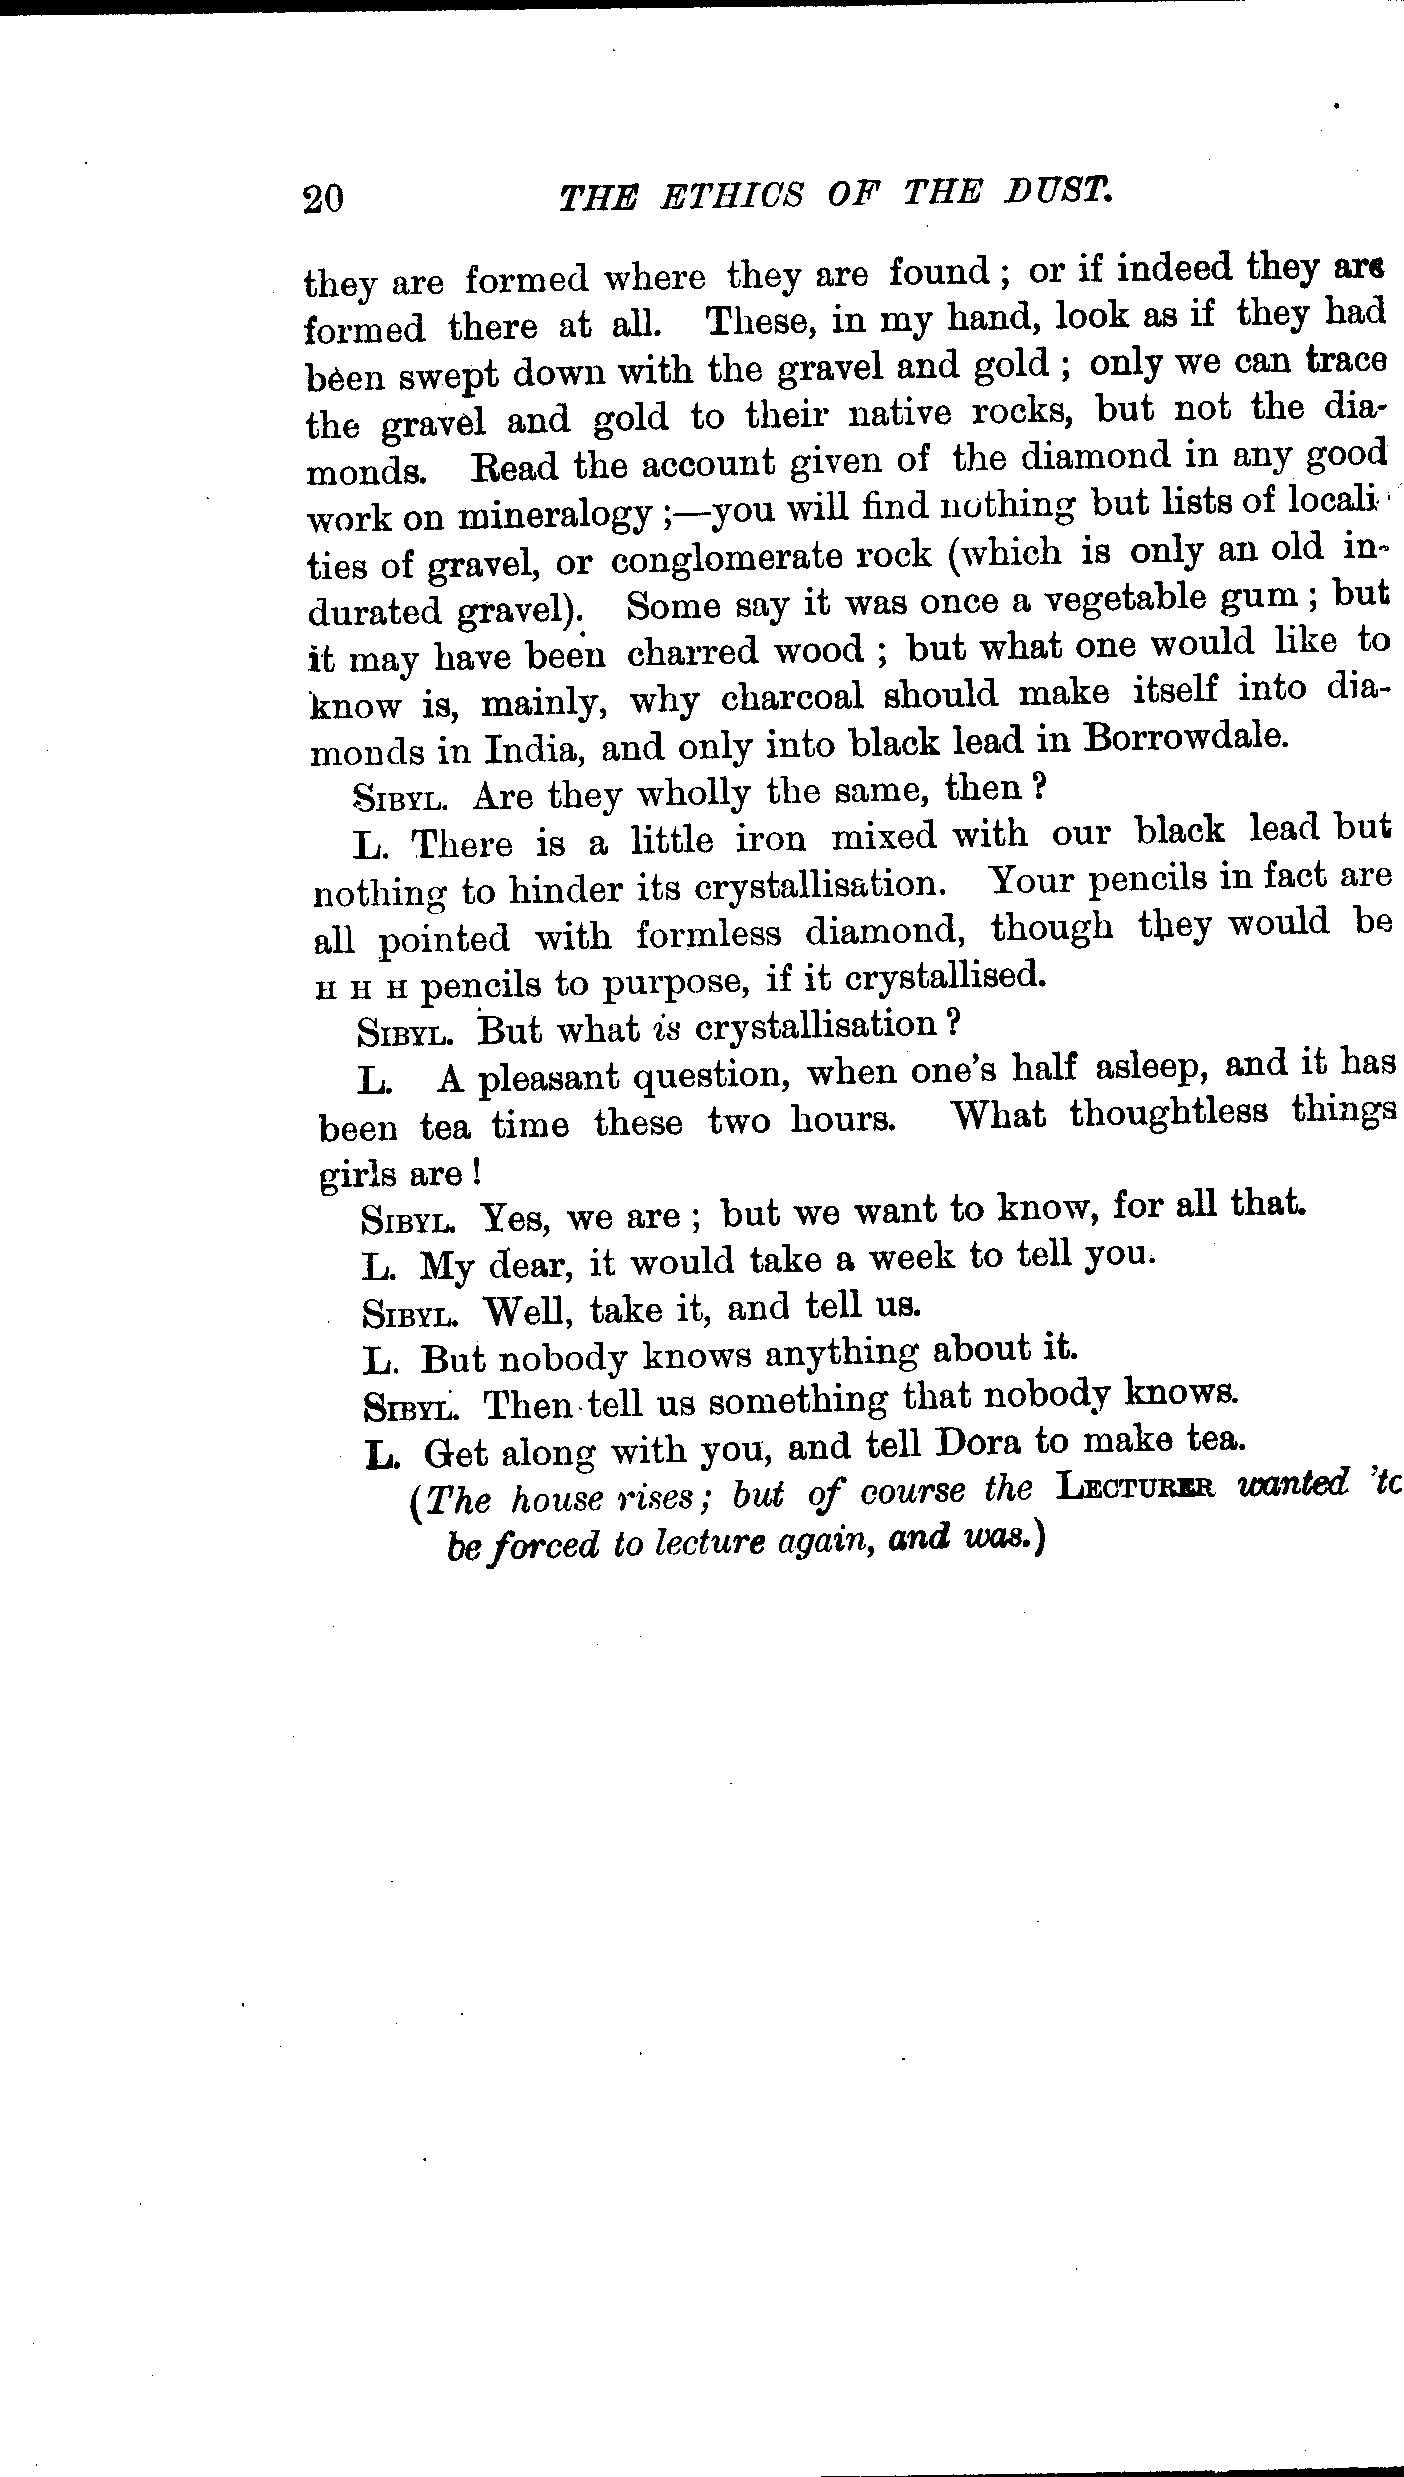 20 THE ETHICS OF THE DUST.
they are formed where they are found ; or if indeed they are
formed there at all. These, in my hand, look as if they had
been swept down with the gravel and gold ; only we can trace
the gravel and gold to their native rocks, but not the dia-
monds. Read the account given of the diamond in any good
work on mineralogy ;—you will find nothing but lists of locali-
ties of gravel, or conglomerate rock (which is only an old in-
durated gravel). Some say it was once a vegetable gum ; but
it may have been charred wood ; but what one would like to
know is, mainly, why charcoal should make itself into dia-
monds in India, and only into black lead in Borrowdale.
SIBYL. Are they wholly the same, then ?
L. There is a little iron mixed with our black lead but
nothing to hinder its crystallisation. Your pencils in fact are
all pointed with formless diamond, though they would be
H H H pencils to purpose, if it crystallised.
SIBYL. But what is crystallisation ?
L. A pleasant question, when one's half asleep, and it has
been tea time these two hours. What thoughtless things
girls are !
SIBYL. Yes, we are ; but we want to know, for all that.
L. My dear, it would take a week to tell you.
SIBYL. Well, take it, and tell us.
L. But nobody knows anything about it.
SIBYL. Then tell us something that nobody knows.
L. Get along with you, and tell Dora to make tea.
(The house rises; but of course the LECTURER wanted to
be forced to lecture again, and was.)